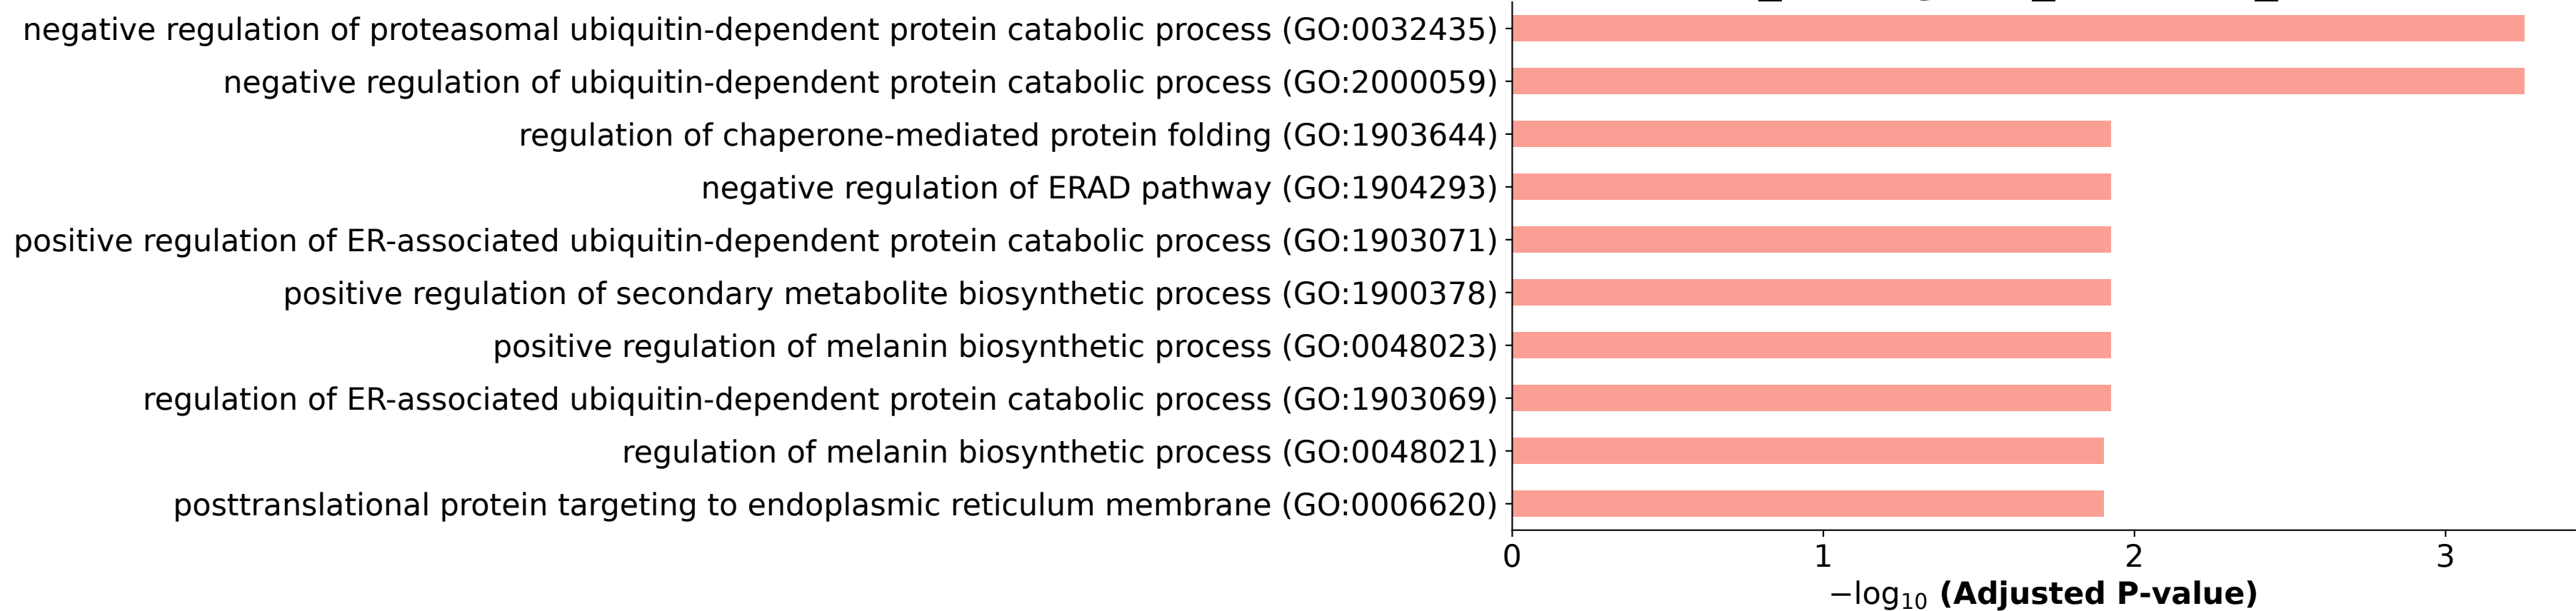 negative regulation of proteasomal ubiquitin-dependent protein catabolic process (GO:0032435)
negative regulation of ubiquitin-dependent protein catabolic process (GO:2000059)
regulation of chaperone-mediated protein folding (GO:1903644)
negative regulation of ERAD pathway (GO:1904293)
positive regulation of ER-associated ubiquitin-dependent protein catabolic process (GO:1903071)
positive regulation of secondary metabolite biosynthetic process (GO:1900378)
positive regulation of melanin biosynthetic process (GO:0048023)
regulation of ER-associated ubiquitin-dependent protein catabolic process (GO:1903069)
regulation of melanin biosynthetic process (GO:0048021)
posttranslational protein targeting to endoplasmic reticulum membrane (GO:0006620)
0 1 2 3
−log₁₀ (Adjusted P-value)